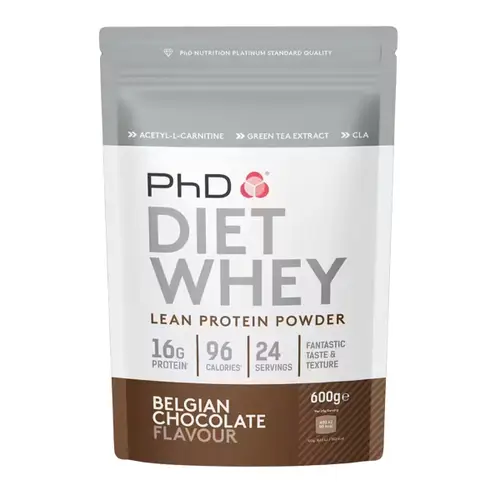 PhD NUTRITION PLATINUM STANDARD QUALITY
>> ACETYL-L-CARNITINE >> GREEN TEA EXTRACT >> CLA
PhD
DIET
WHEY
LEAN PROTEIN POWDER
16G PROTEIN*
96 CALORIES*
24 SERVINGS
FANTASTIC TASTE & TEXTURE
BELGIAN
CHOCOLATE
FLAVOUR
600g℮